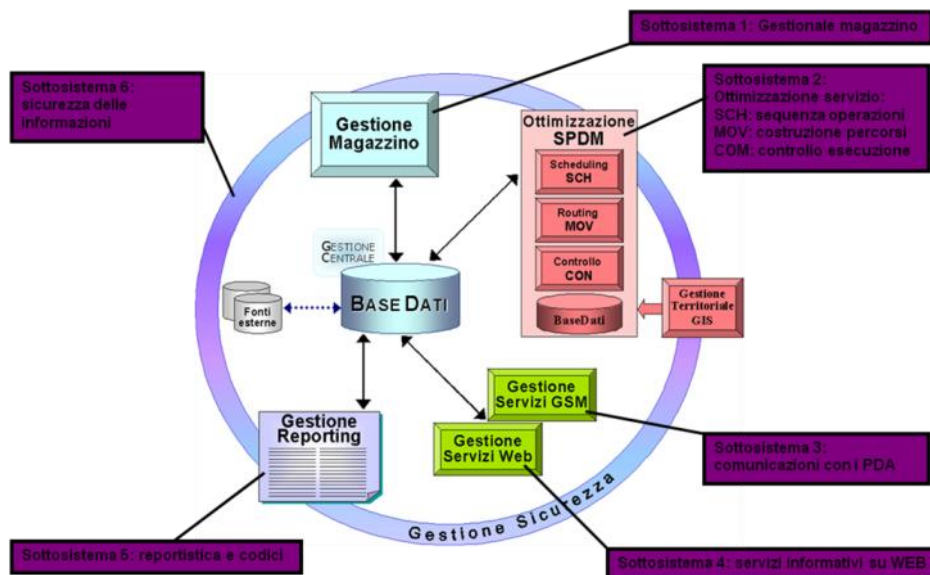 Sottosistema 1: Gestionale magazzino
Sottosistema 6:
sicurezza delle
informazioni
Sottosistema 2:
Ottimizzazione servizio:
SCH: sequenza operazioni
MOV: costruzione percorsi
COM: controllo esecuzione
Gestione
Magazzino
Ottimizzazione
SPDM
Scheduling
SCH
Routing
MOV
Controllo
CON
BaseDati
Gestione
Territoriale
GIS
GESTIONE
CENTRALE
BASE DATI
Fonti
esterne
Gestione
Servizi GSM
Gestione
Servizi Web
Gestione
Reporting
Sottosistema 3:
comunicazioni con i PDA
Gestione Sicurezza
Sottosistema 5: reportistica e codici
Sottosistema 4: servizi informativi su WEB